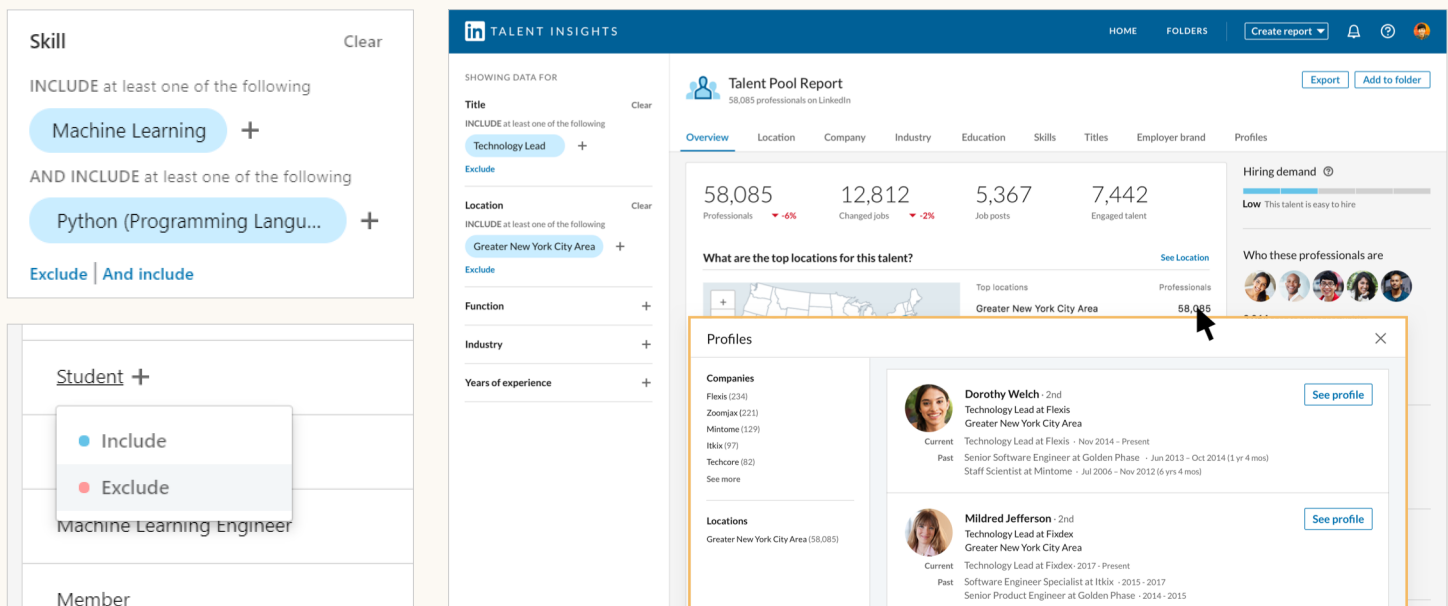 Skill
Clear
INCLUDE at least one of the following
Machine Learning +
AND INCLUDE at least one of the following
Python (Programming Langu... +
Exclude | And include
Student +
Include
Exclude
Machine Learning Engineer
Member
in TALENT INSIGHTS
HOME
FOLDERS
Create report
SHOWING DATA FOR
Title
Clear
INCLUDE at least one of the following
Technology Lead +
Exclude
Location
Clear
INCLUDE at least one of the following
Greater New York City Area +
Exclude
Function +
Industry +
Years of experience +
Talent Pool Report
58,085 professionals on LinkedIn
Export
Add to folder
Overview
Location
Company
Industry
Education
Skills
Titles
Employer brand
Profiles
58,085
Professionals ▼ -6%
12,812
Changed jobs ▼ -2%
5,367
Job posts
7,442
Engaged talent
What are the top locations for this talent?
See Location
Top locations
Professionals
Greater New York City Area
58,085
Hiring demand
Low This talent is easy to hire
Who these professionals are
Profiles
Companies
Flexis (234)
Zoomjax (221)
Mintome (129)
Itkix (97)
Techcore (82)
See more
Locations
Greater New York City Area (58,085)
Dorothy Welch · 2nd
Technology Lead at Flexis
Greater New York City Area
Current Technology Lead at Flexis · Nov 2014 – Present
Past Senior Software Engineer at Golden Phase · Jun 2013 – Oct 2014 (1 yr 4 mos)
Staff Scientist at Mintome · Jul 2006 – Nov 2012 (6 yrs 4 mos)
See profile
Mildred Jefferson · 2nd
Technology Lead at Fixdex
Greater New York City Area
Current Technology Lead at Fixdex · 2017 - Present
Past Software Engineer Specialist at Itkix · 2015 - 2017
Senior Product Engineer at Golden Phase · 2014 - 2015
See profile